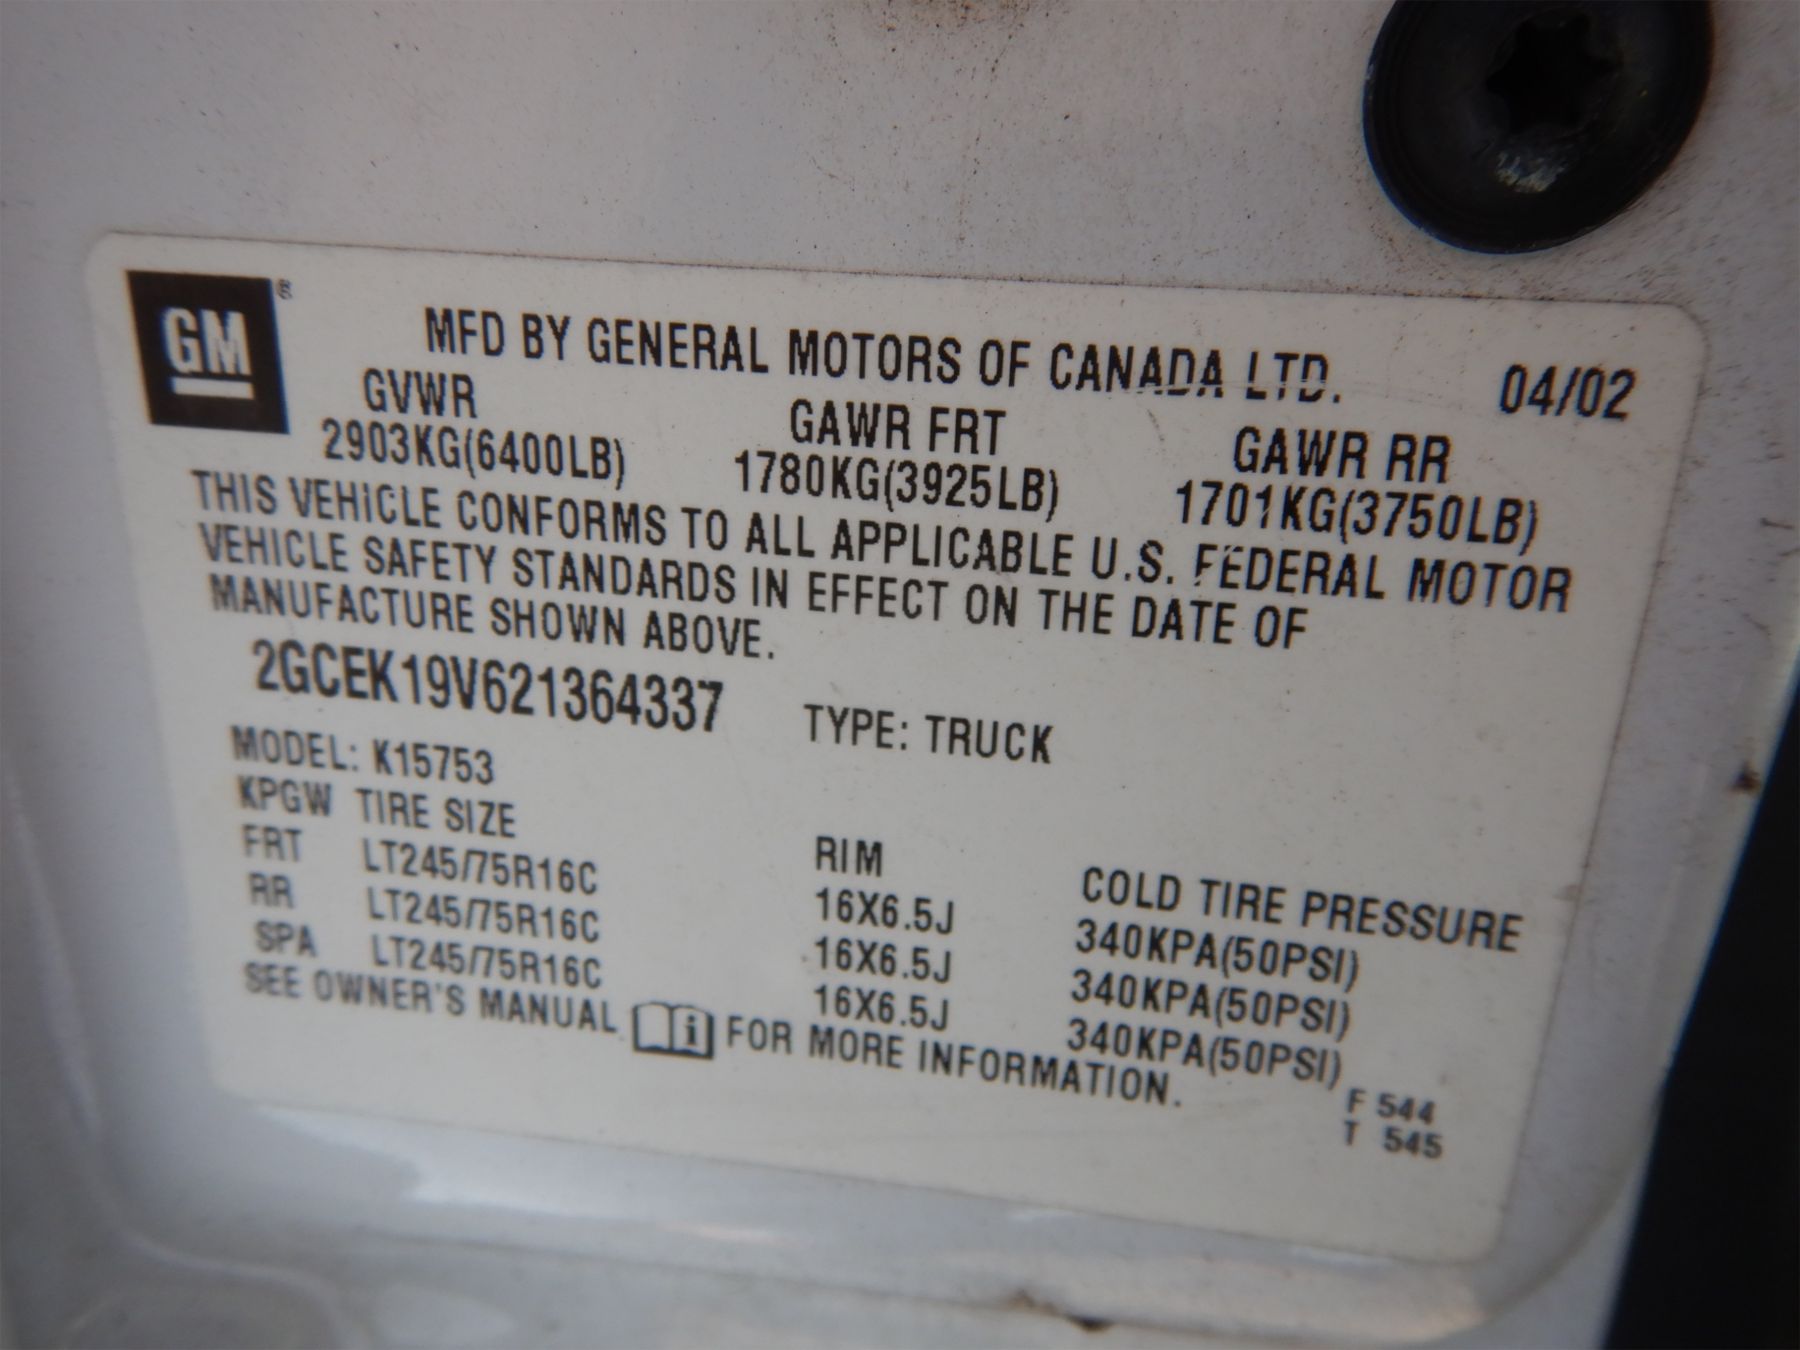 GM®
MFD BY GENERAL MOTORS OF CANADA LTD. 04/02
GVWR GAWR FRT GAWR RR
2903KG(6400LB) 1780KG(3925LB) 1701KG(3750LB)
THIS VEHICLE CONFORMS TO ALL APPLICABLE U.S. FEDERAL MOTOR
VEHICLE SAFETY STANDARDS IN EFFECT ON THE DATE OF
MANUFACTURE SHOWN ABOVE.
2GCEK19V621364337 TYPE: TRUCK
MODEL: K15753
KPGW TIRE SIZE RIM COLD TIRE PRESSURE
FRT LT245/75R16C 16X6.5J 340KPA(50PSI)
RR LT245/75R16C 16X6.5J 340KPA(50PSI)
SPA LT245/75R16C 16X6.5J 340KPA(50PSI)
SEE OWNER'S MANUAL i FOR MORE INFORMATION.
F 544
T 545